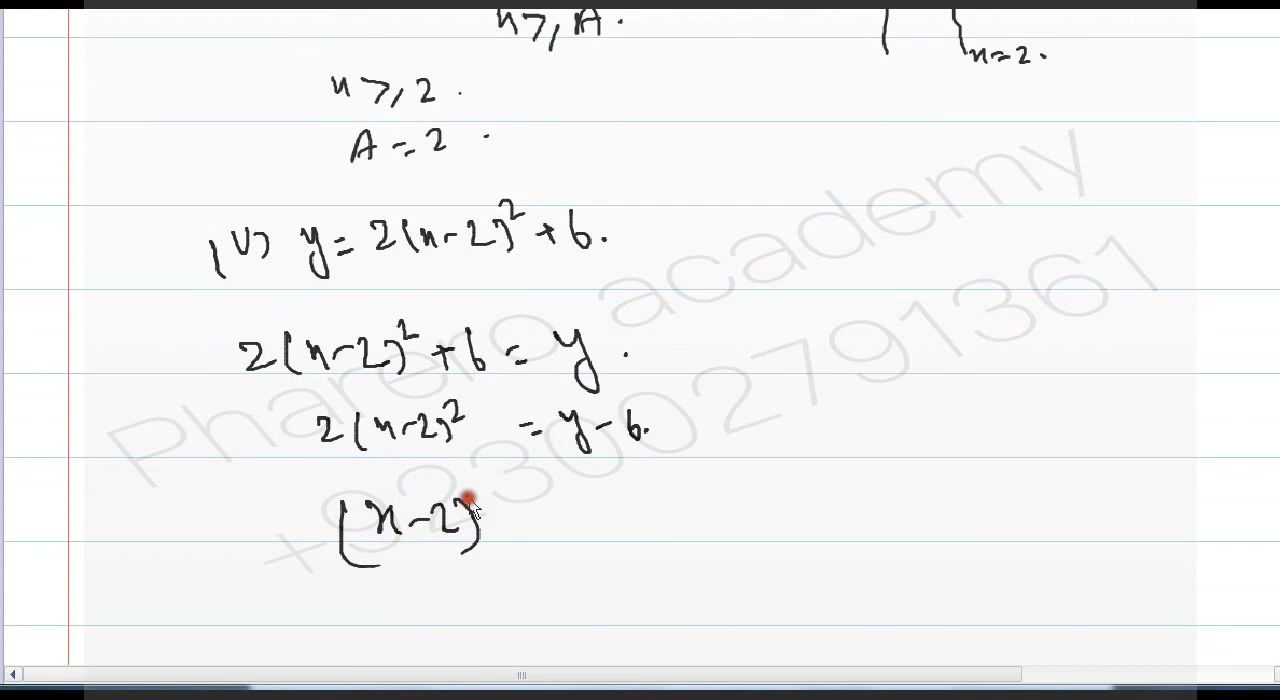 x ⩾ A.
x = 2.
x ⩾ 2.
A = 2.
(V) y = 2(x-2)² + 6.
2(x-2)² + 6 = y.
2(x-2)² = y - 6.
(x-2)
Pharero academy
+923002791361